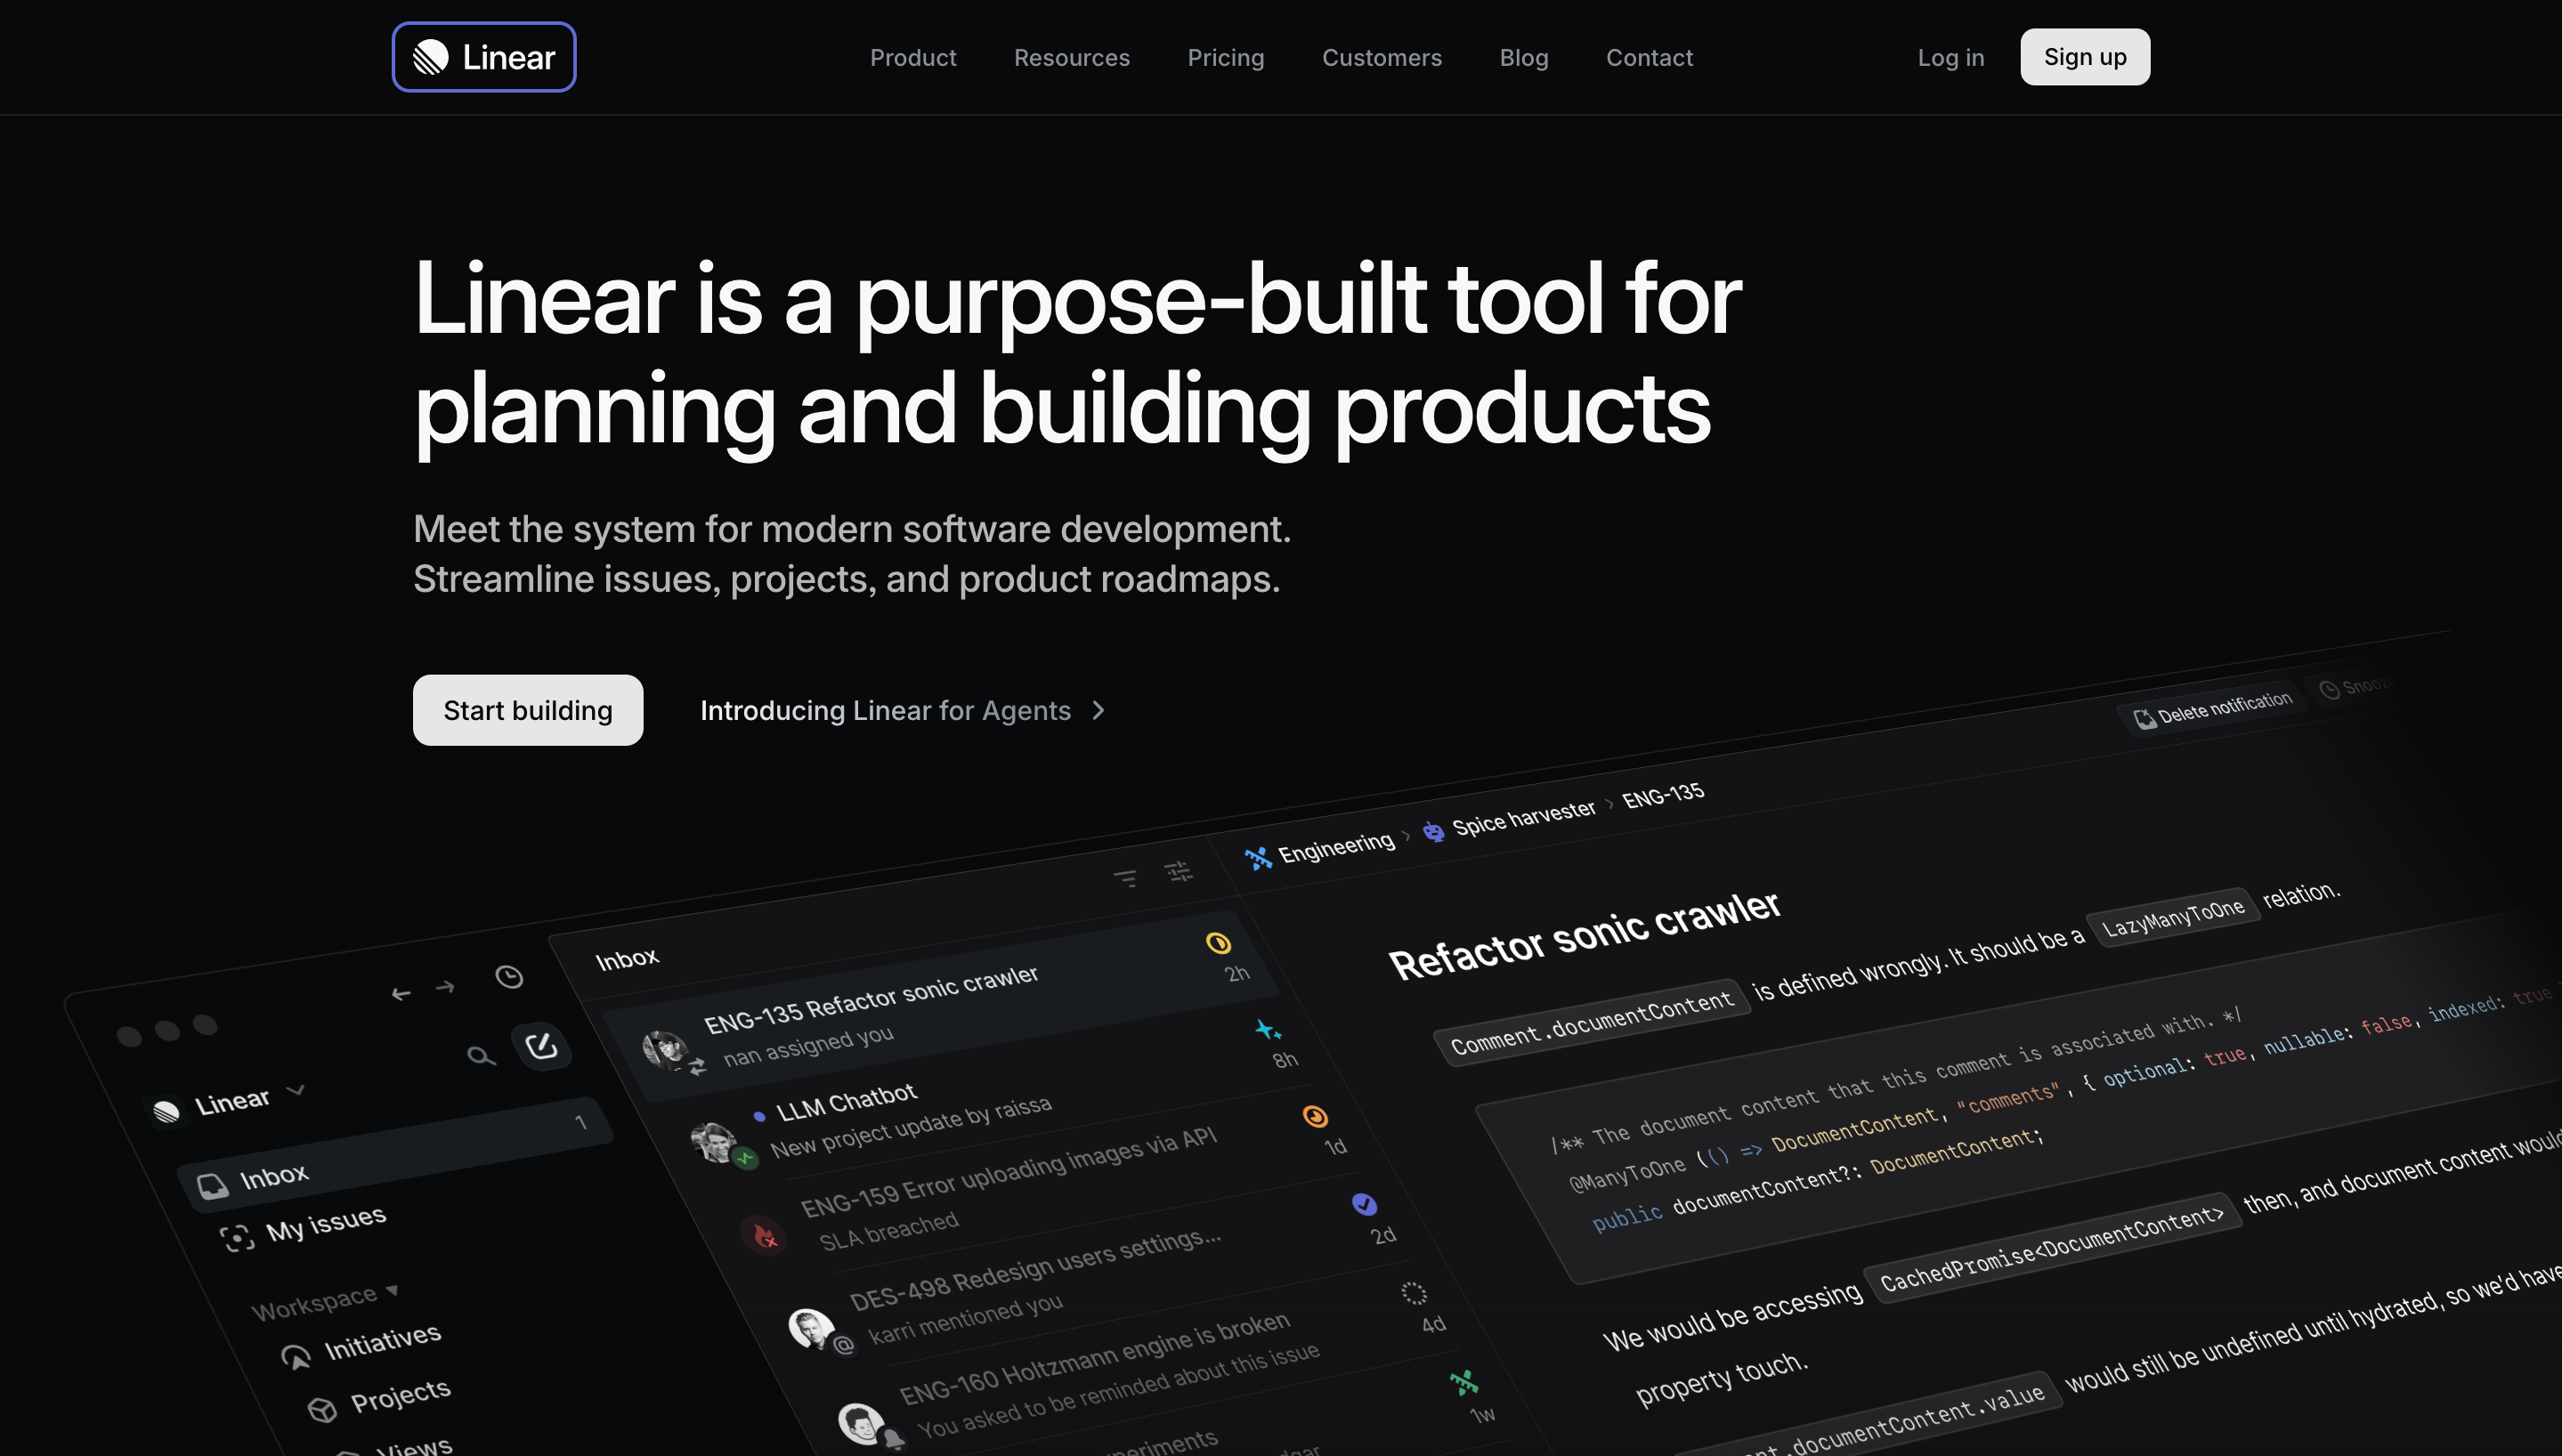 Linear
Product
Resources
Pricing
Customers
Blog
Contact
Log in
Sign up
Linear is a purpose-built tool for
planning and building products
Meet the system for modern software development.
Streamline issues, projects, and product roadmaps.
Start building
Introducing Linear for Agents
Linear
Inbox
1
My issues
Workspace
Initiatives
Projects
Views
Inbox
ENG-135 Refactor sonic crawler
2h
nan assigned you
LLM Chatbot
8h
New project update by raissa
ENG-159 Error uploading images via API
1d
SLA breached
DES-498 Redesign users settings...
2d
karri mentioned you
ENG-160 Holtzmann engine is broken
4d
You asked to be reminded about this issue
1w
Engineering › Spice harvester › ENG-135
Delete notification
Snooze
Refactor sonic crawler
Comment.documentContent is defined wrongly. It should be a LazyManyToOne relation.
/** The document content that this comment is associated with. */
@ManyToOne (() => DocumentContent, "comments", { optional: true, nullable: false, indexed: true
public documentContent?: DocumentContent;
We would be accessing CachedPromise<DocumentContent> then, and document content would
property touch.
.documentContent.value would still be undefined until hydrated, so we'd have